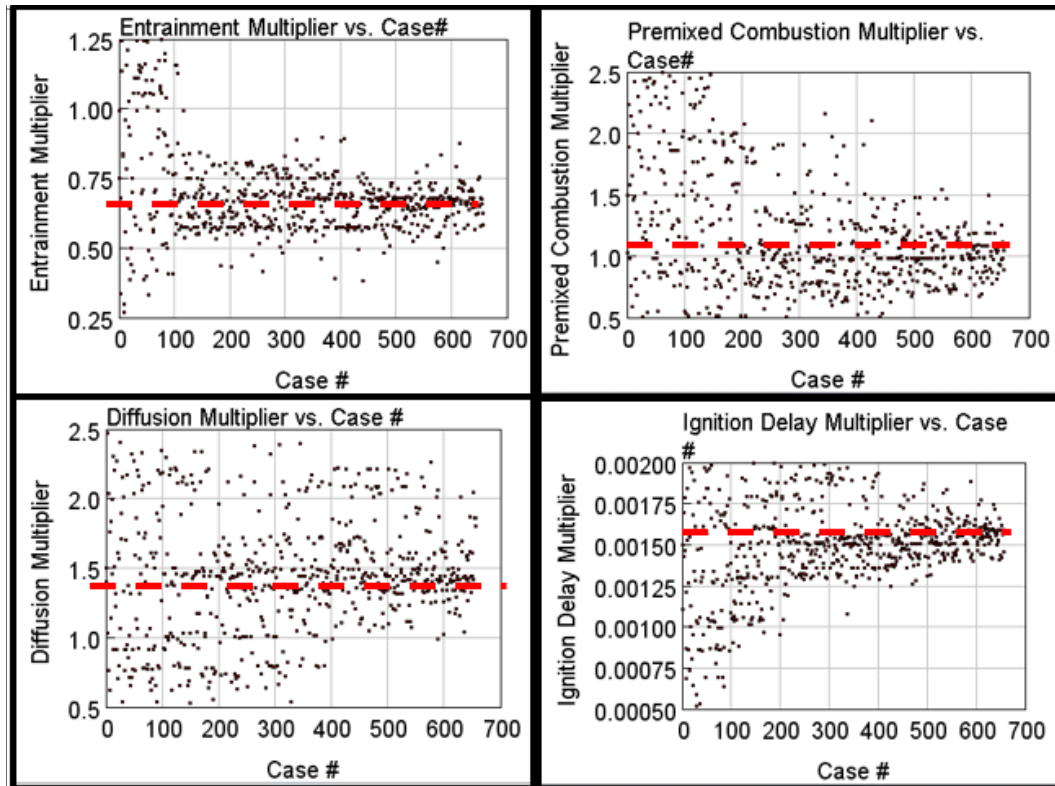 Entrainment Multiplier vs. Case#
Entrainment Multiplier
1.25
1.00
0.75
0.50
0.25
0 100 200 300 400 500 600 700
Case #
Premixed Combustion Multiplier vs.
Case#
Premixed Combustion Multiplier
2.5
2.0
1.5
1.0
0.5
0 100 200 300 400 500 600 700
Case #
Diffusion Multiplier vs. Case #
Diffusion Multiplier
2.5
2.0
1.5
1.0
0.5
0 100 200 300 400 500 600 700
Case #
Ignition Delay Multiplier vs. Case
#
Ignition Delay Multiplier
0.00200
0.00175
0.00150
0.00125
0.00100
0.00075
0.00050
0 100 200 300 400 500 600 700
Case #